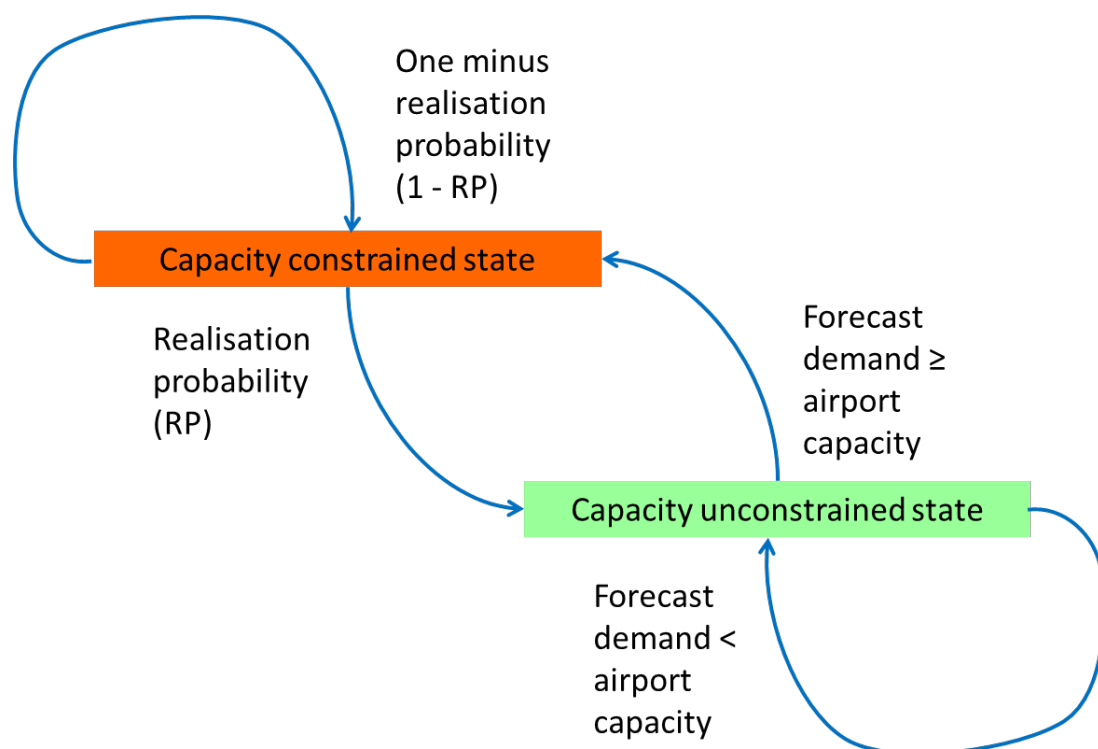 One minus
realisation
probability
(1 - RP)
Capacity constrained state
Realisation
probability
(RP)
Forecast
demand ≥
airport
capacity
Capacity unconstrained state
Forecast
demand <
airport
capacity